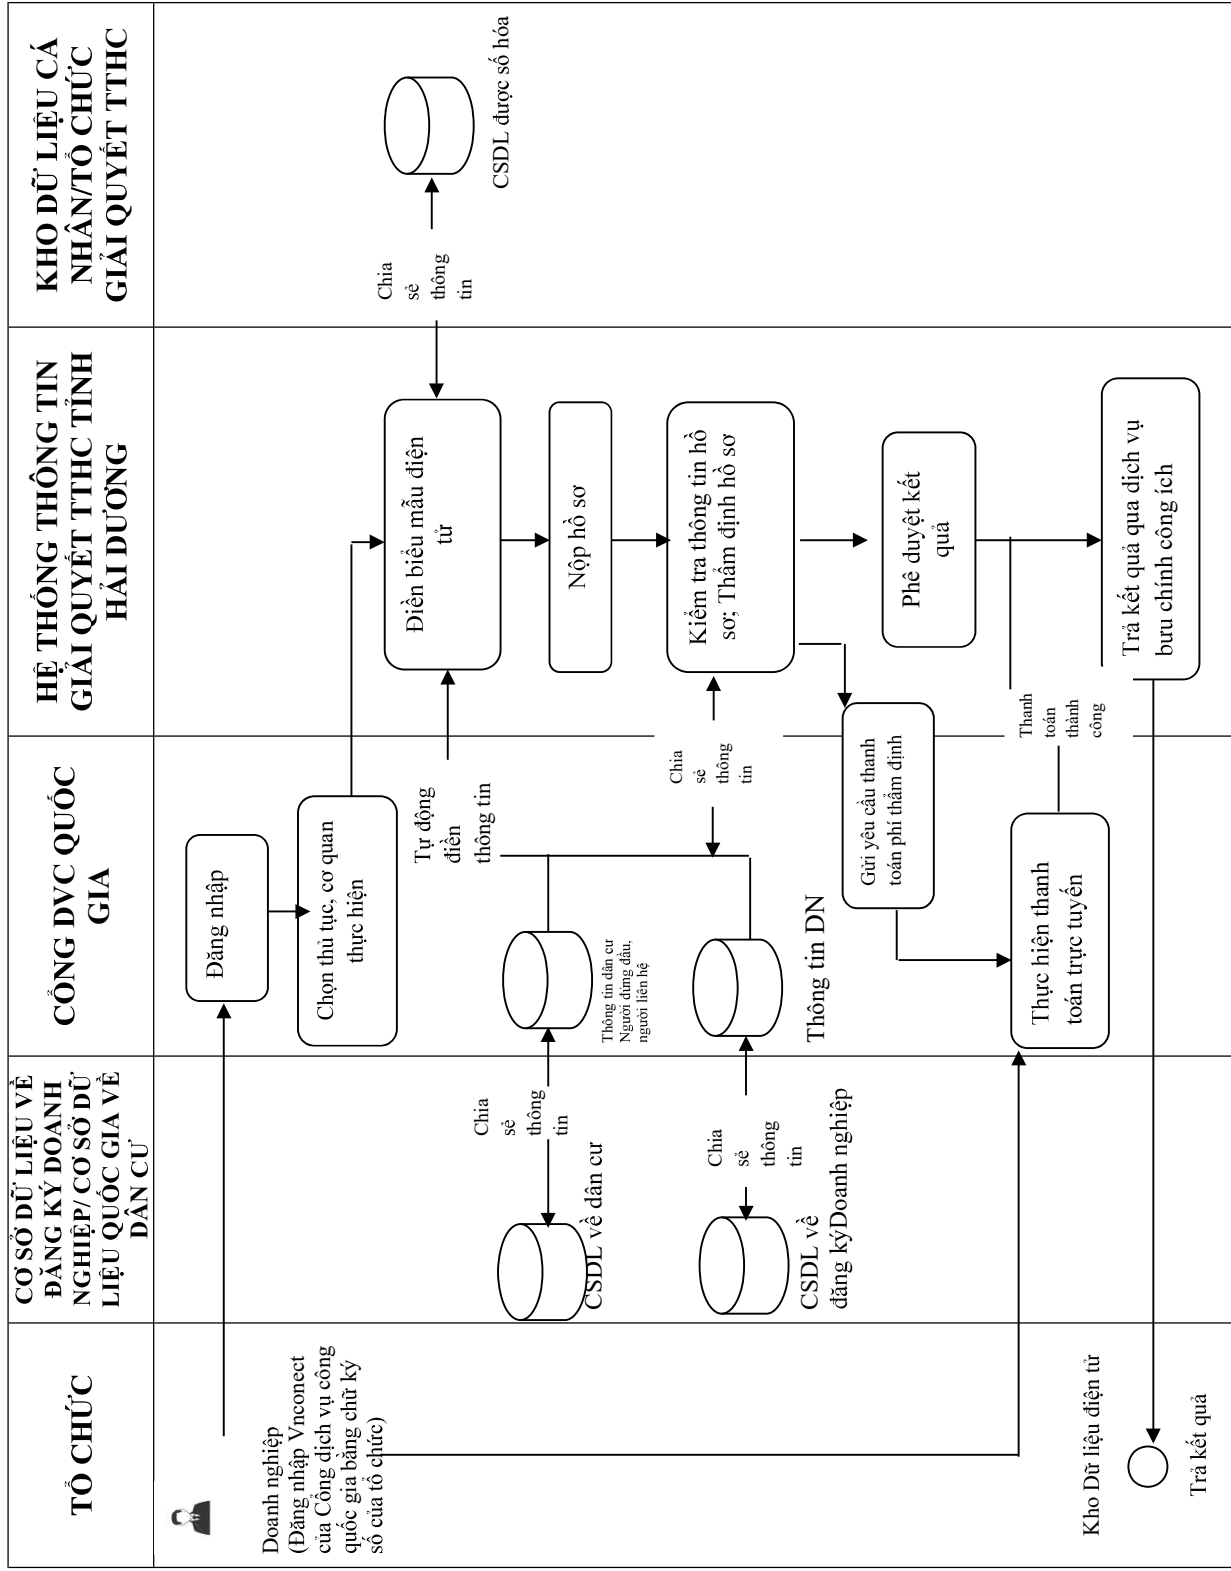 TỔ CHỨC
CƠ SỞ DỮ LIỆU VỀ
ĐĂNG KÝ DOANH
NGHIỆP/ CƠ SỞ DỮ
LIỆU QUỐC GIA VỀ
DÂN CƯ
CỔNG DVC QUỐC
GIA
HỆ THỐNG THÔNG TIN
GIẢI QUYẾT TTHC TỈNH
HẢI DƯƠNG
KHO DỮ LIỆU CÁ
NHÂN/TỔ CHỨC
GIẢI QUYẾT TTHC
Doanh nghiệp
(Đăng nhập Vnconect
của Cổng dịch vụ công
quốc gia bằng chữ ký
số của tổ chức)
Đăng nhập
Chọn thủ tục, cơ quan
thực hiện
Tự động
điền
thông tin
Điền biểu mẫu điện
tử
Chia
sẻ
thông
tin
CSDL được số hóa
Nộp hồ sơ
Chia
sẻ
thông
tin
CSDL về dân cư
Thông tin dân cư
Người đứng đầu,
người liên hệ
Kiểm tra thông tin hồ
sơ; Thẩm định hồ sơ
Chia
sẻ
thông
tin
Chia
sẻ
thông
tin
CSDL về
đăng kýDoanh nghiệp
Thông tin DN
Gửi yêu cầu thanh
toán phí thẩm định
Phê duyệt kết
quả
Thực hiện thanh
toán trực tuyến
Thanh
toán
thành
công
Trả kết quả qua dịch vụ
bưu chính công ích
Kho Dữ liệu điện tử
Trả kết quả